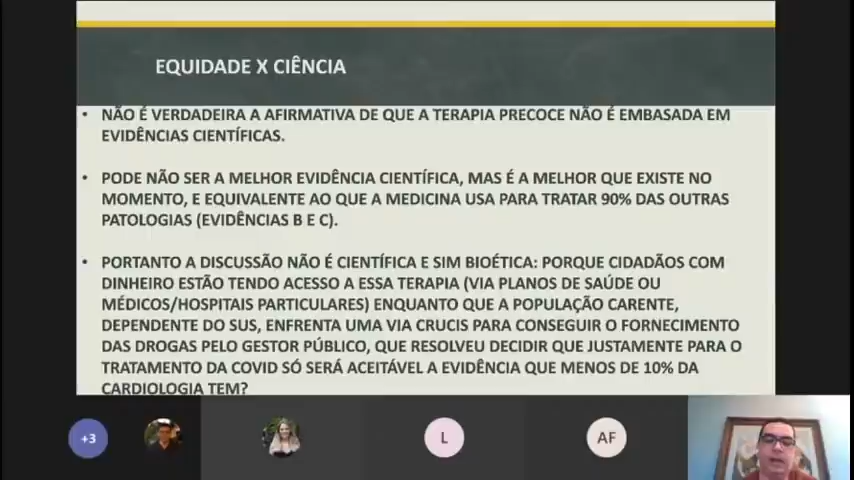 EQUIDADE X CIÊNCIA
• NÃO É VERDADEIRA A AFIRMATIVA DE QUE A TERAPIA PRECOCE NÃO É EMBASADA EM
EVIDÊNCIAS CIENTÍFICAS.
• PODE NÃO SER A MELHOR EVIDÊNCIA CIENTÍFICA, MAS É A MELHOR QUE EXISTE NO
MOMENTO, E EQUIVALENTE AO QUE A MEDICINA USA PARA TRATAR 90% DAS OUTRAS
PATOLOGIAS (EVIDÊNCIAS B E C).
• PORTANTO A DISCUSSÃO NÃO É CIENTÍFICA E SIM BIOÉTICA: PORQUE CIDADÃOS COM
DINHEIRO ESTÃO TENDO ACESSO A ESSA TERAPIA (VIA PLANOS DE SAÚDE OU
MÉDICOS/HOSPITAIS PARTICULARES) ENQUANTO QUE A POPULAÇÃO CARENTE,
DEPENDENTE DO SUS, ENFRENTA UMA VIA CRUCIS PARA CONSEGUIR O FORNECIMENTO
DAS DROGAS PELO GESTOR PÚBLICO, QUE RESOLVEU DECIDIR QUE JUSTAMENTE PARA O
TRATAMENTO DA COVID SÓ SERÁ ACEITÁVEL A EVIDÊNCIA QUE MENOS DE 10% DA
CARDIOLOGIA TEM?
+3
L
AF